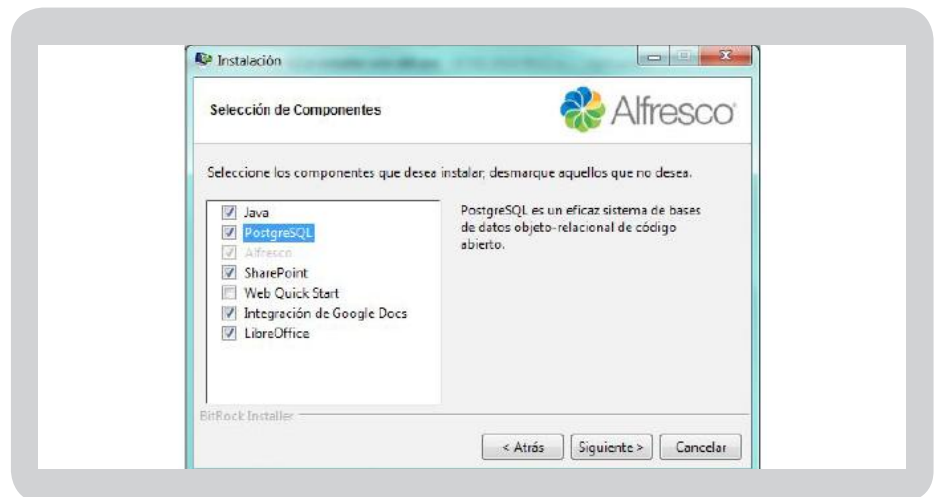 Instalación
Selección de Componentes
Alfresco
Seleccione los componentes que desea instalar; desmarque aquellos que no desea.
Java
PostgreSQL
Alfresco
SharePoint
Web Quick Start
Integración de Google Docs
LibreOffice
PostgreSQL es un eficaz sistema de bases
de datos objeto-relacional de código
abierto.
BitRock Installer
< Atrás
Siguiente >
Cancelar